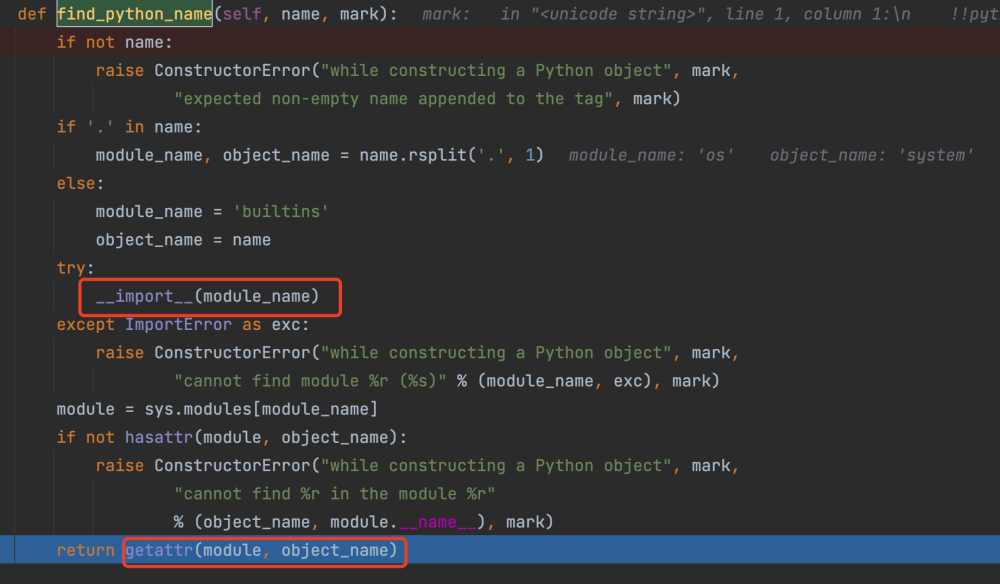 def find_python_name(self, name, mark):   mark:   in "<unicode string>", line 1, column 1:\n    !!pyt
    if not name:
        raise ConstructorError("while constructing a Python object", mark,
                "expected non-empty name appended to the tag", mark)
    if '.' in name:
        module_name, object_name = name.rsplit('.', 1)   module_name: 'os'    object_name: 'system'
    else:
        module_name = 'builtins'
        object_name = name
    try:
        __import__(module_name)
    except ImportError as exc:
        raise ConstructorError("while constructing a Python object", mark,
                "cannot find module %r (%s)" % (module_name, exc), mark)
    module = sys.modules[module_name]
    if not hasattr(module, object_name):
        raise ConstructorError("while constructing a Python object", mark,
                "cannot find %r in the module %r"
                % (object_name, module.__name__), mark)
    return getattr(module, object_name)